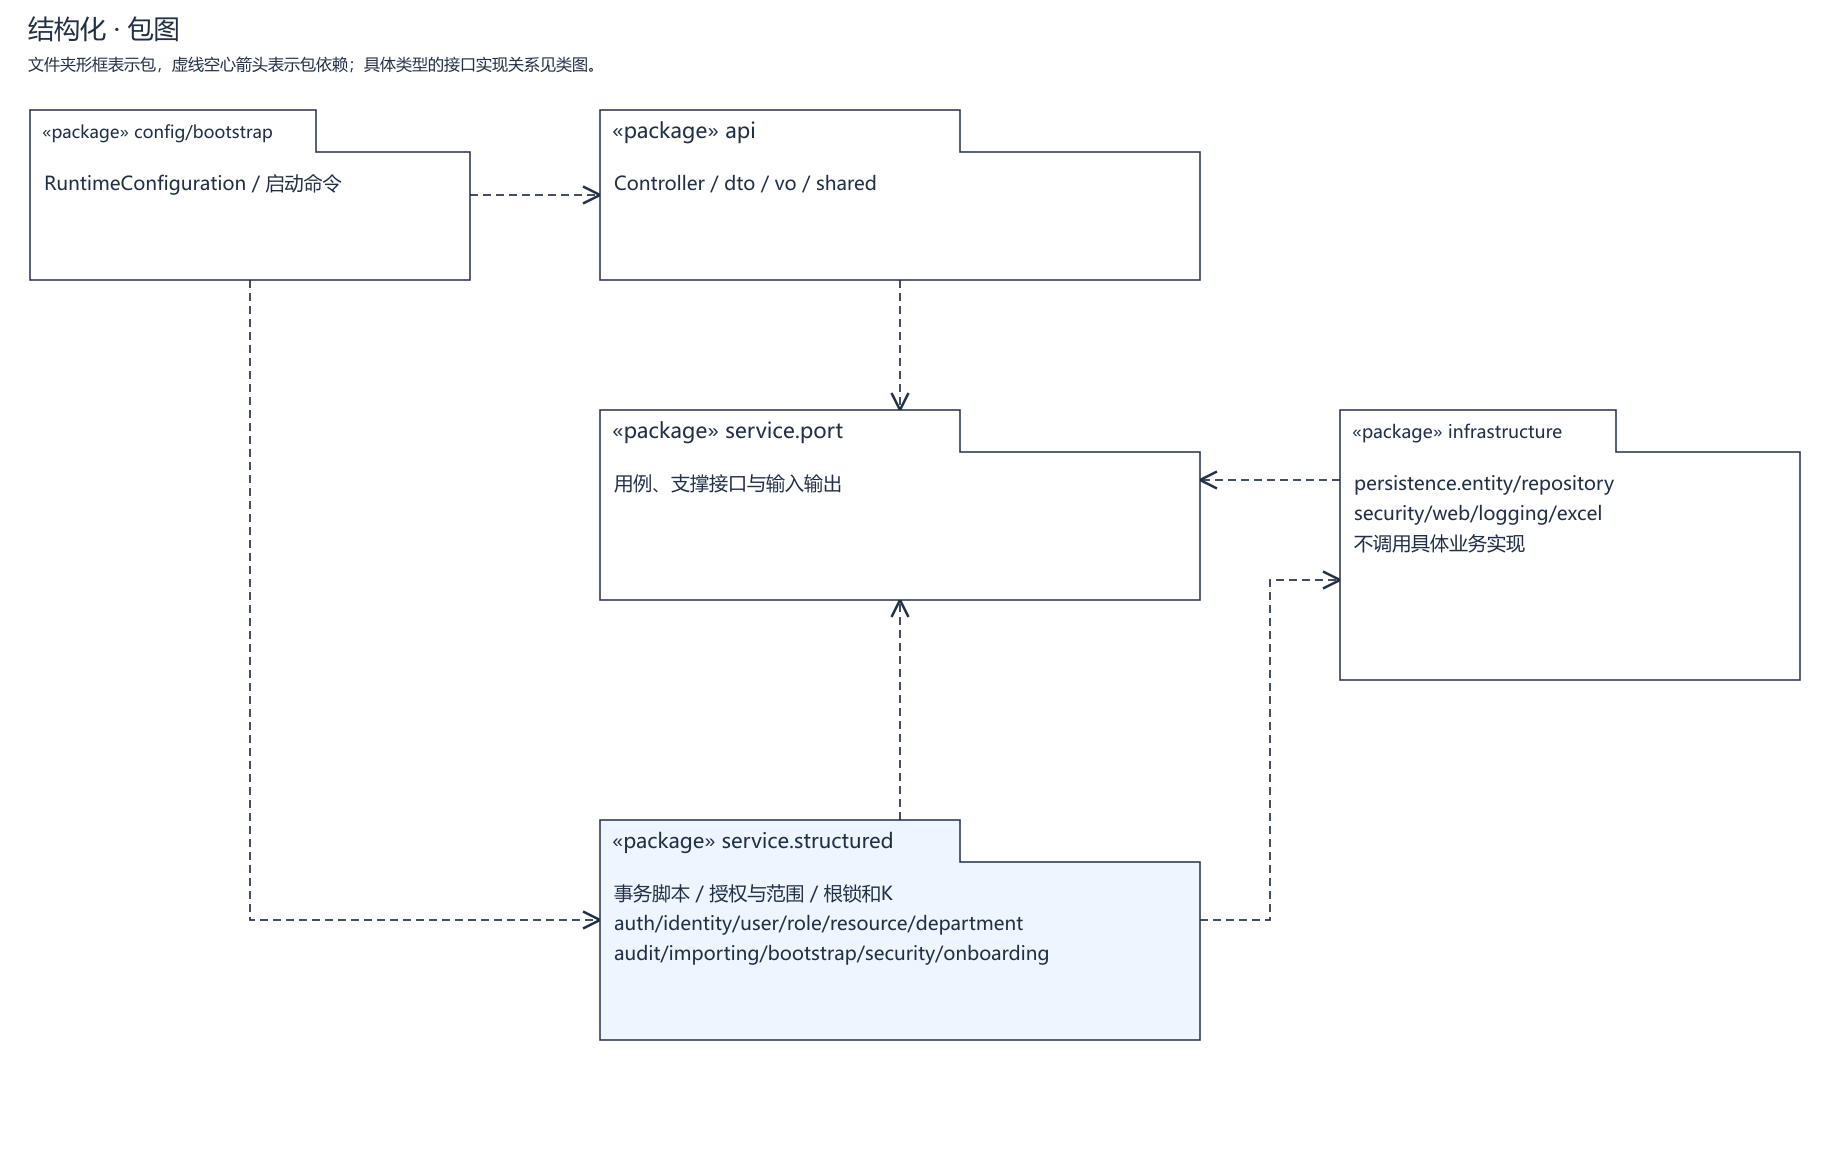 结构化 · 包图
文件夹形框表示包，虚线空心箭头表示包依赖；具体类型的接口实现关系见类图。
«package» config/bootstrap
RuntimeConfiguration / 启动命令
«package» api
Controller / dto / vo / shared
«package» service.port
用例、支撑接口与输入输出
«package» infrastructure
persistence.entity/repository
security/web/logging/excel
不调用具体业务实现
«package» service.structured
事务脚本 / 授权与范围 / 根锁和K
auth/identity/user/role/resource/department
audit/importing/bootstrap/security/onboarding